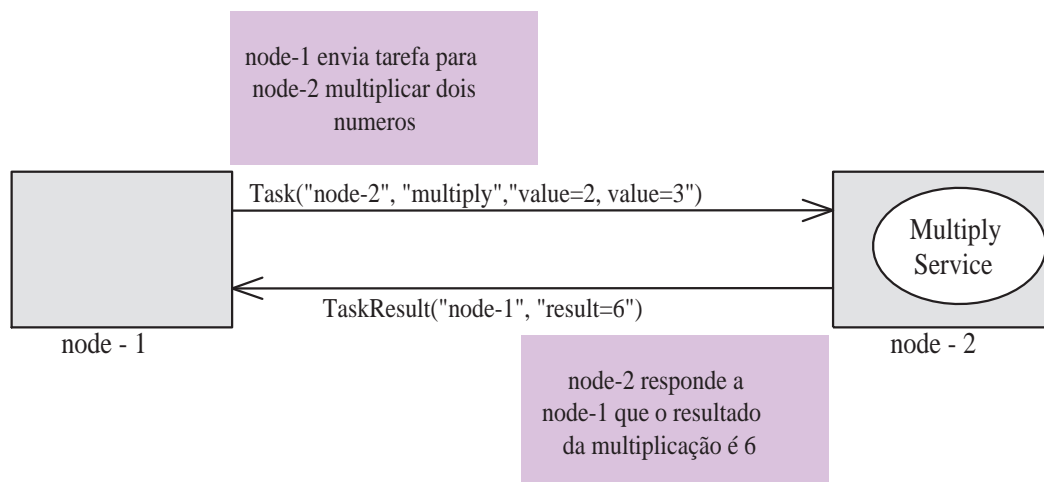 node-1 envia tarefa para
node-2 multiplicar dois
numeros
Task("node-2", "multiply","value=2, value=3")
Multiply
Service
TaskResult("node-1", "result=6")
node - 1
node - 2
node-2 responde a
node-1 que o resultado
da multiplicação é 6